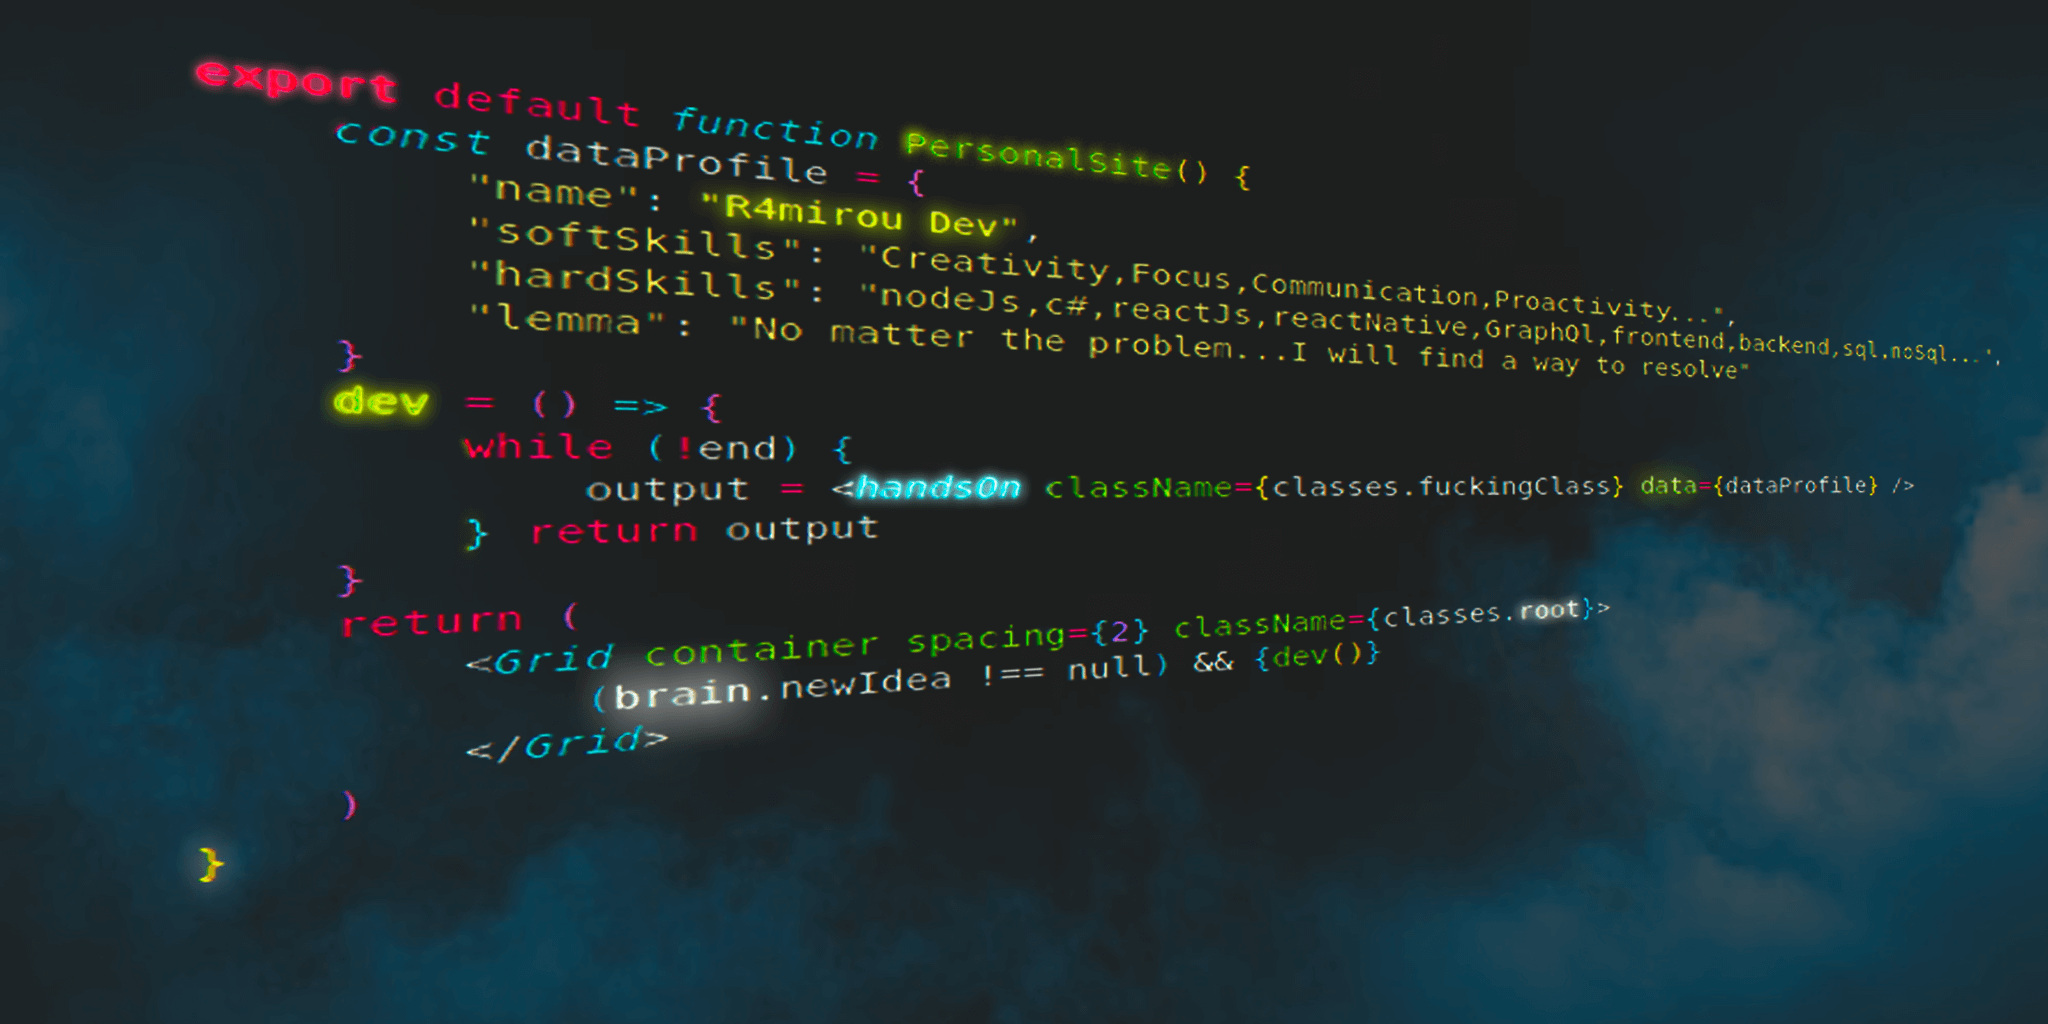 export default function PersonalSite() {
const dataProfile = {
"name": "R4mirou Dev",
"softSkills": "Creativity,Focus,Communication,Proactivity...",
"hardSkills": "nodeJs,c#,reactJs,reactNative,GraphQl,frontend,backend,sql,noSql...",
"lemma": "No matter the problem...I will find a way to resolve"
}
dev = () => {
while (!end) {
output = <handsOn className={classes.fuckingClass} data={dataProfile} />
} return output
}
return (
<Grid container spacing={2} className={classes.root}>
(brain.newIdea !== null) && {dev()}
</Grid>
)
}